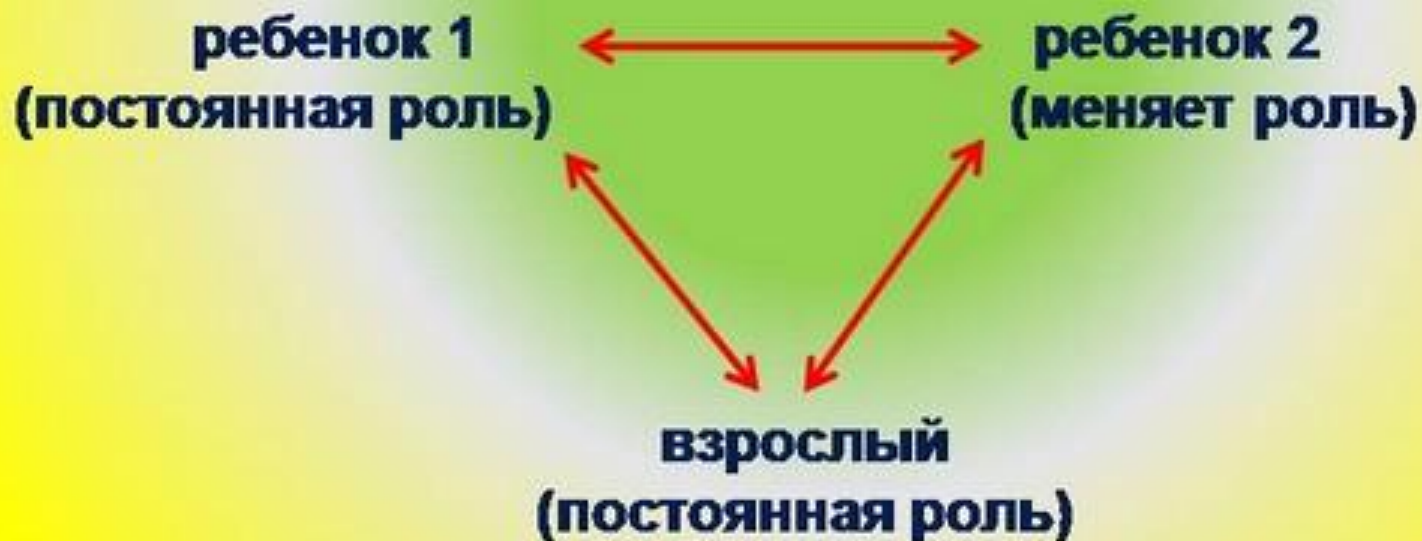 ребенок 1
(постоянная роль)
ребенок 2
(меняет роль)
взрослый
(постоянная роль)